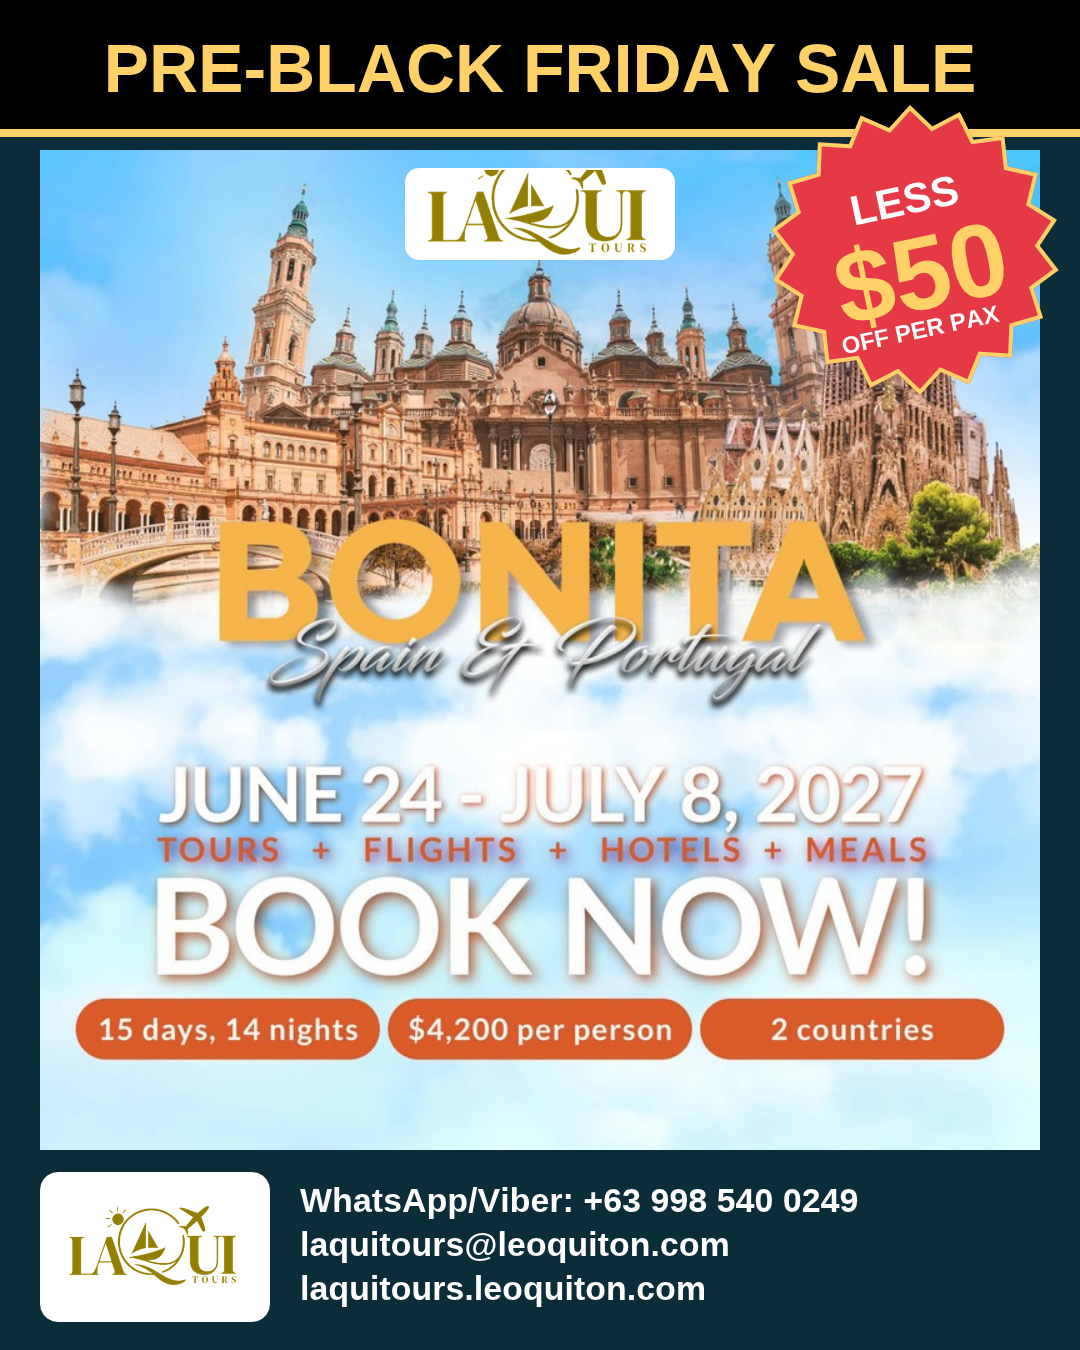 PRE-BLACK FRIDAY SALE
LAQUI
TOURS
LESS
$50
OFF PER PAX
BONITA
Spain & Portugal
JUNE 24 - JULY 8, 2027
TOURS + FLIGHTS + HOTELS + MEALS
BOOK NOW!
15 days, 14 nights
$4,200 per person
2 countries
LAQUI
TOURS
WhatsApp/Viber: +63 998 540 0249
laquitours@leoquiton.com
laquitours.leoquiton.com